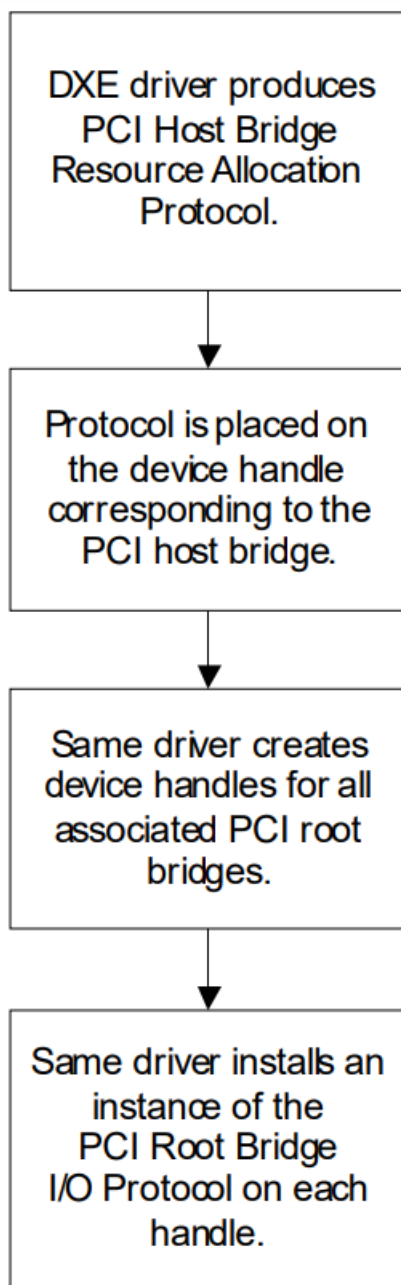 DXE driver produces
PCI Host Bridge
Resource Allocation
Protocol.
Protocol is placed on
the device handle
corresponding to the
PCI host bridge.
Same driver creates
device handles for all
associated PCI root
bridges.
Same driver installs an
instance of the
PCI Root Bridge
I/O Protocol on each
handle.